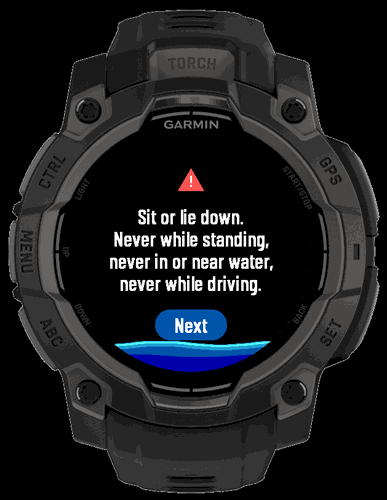 TORCH
GARMIN
CTRL
GPS
LIGHT
START/STOP
Sit or lie down.
Never while standing,
never in or near water,
never while driving.
MENU
UP
Next
DOWN
BACK
ABC
SET